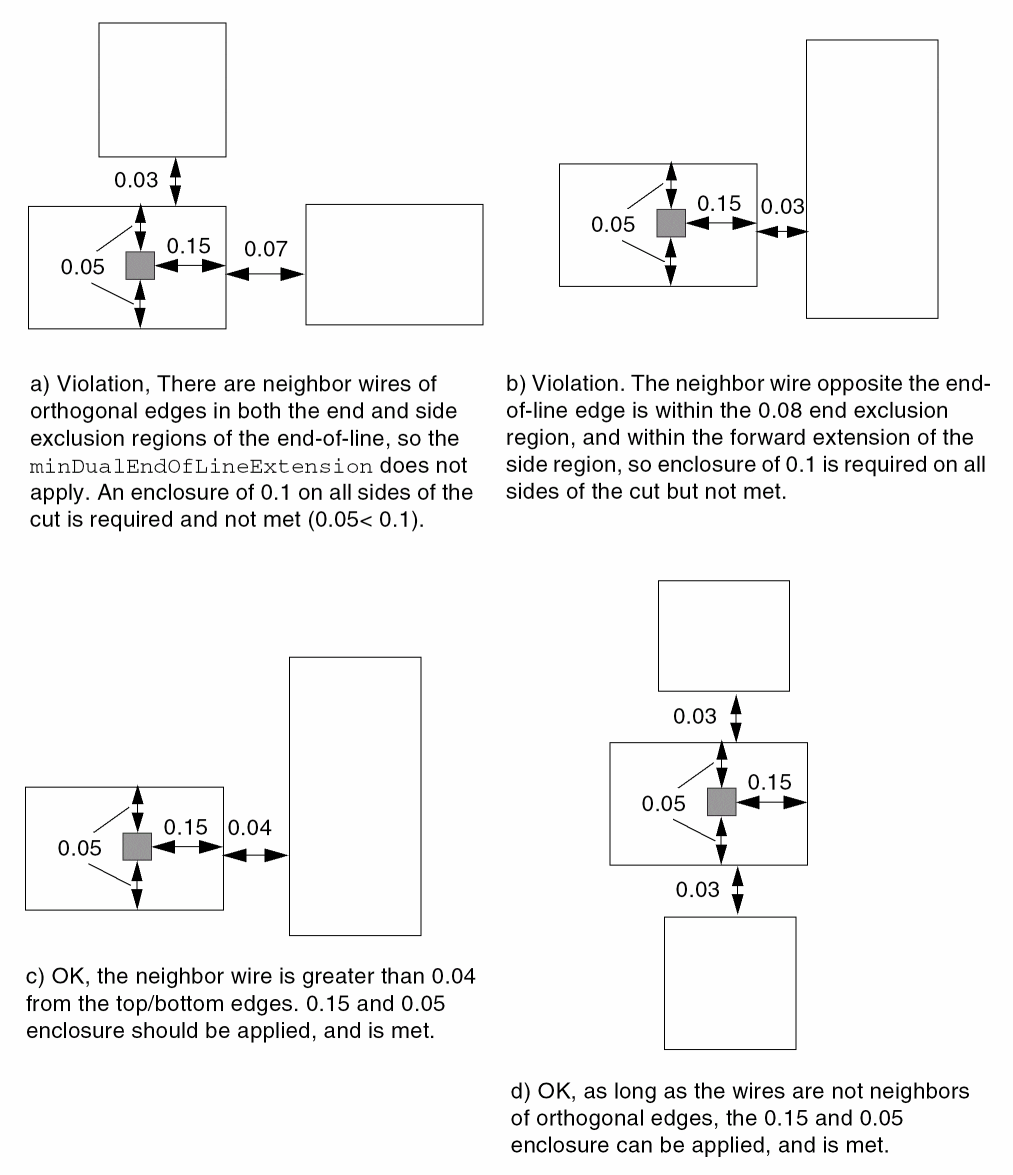 0.03
0.05
0.15
0.07
a) Violation, There are neighbor wires of
orthogonal edges in both the end and side
exclusion regions of the end-of-line, so the
minDualEndOfLineExtension does not
apply. An enclosure of 0.1 on all sides of the
cut is required and not met (0.05< 0.1).
0.05
0.15
0.03
b) Violation. The neighbor wire opposite the end-
of-line edge is within the 0.08 end exclusion
region, and within the forward extension of the
side region, so enclosure of 0.1 is required on all
sides of the cut but not met.
0.05
0.15
0.04
c) OK, the neighbor wire is greater than 0.04
from the top/bottom edges. 0.15 and 0.05
enclosure should be applied, and is met.
0.03
0.05
0.15
0.03
d) OK, as long as the wires are not neighbors
of orthogonal edges, the 0.15 and 0.05
enclosure can be applied, and is met.